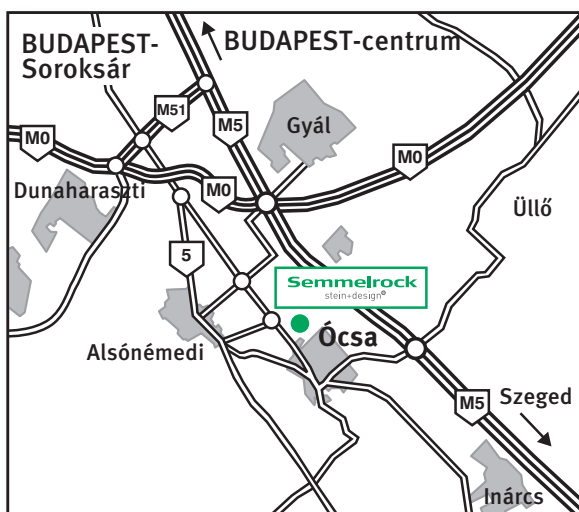 BUDAPEST-
Soroksár
BUDAPEST-centrum
M51
M5
Gyál
M0
M0
M0
Dunaharaszti
Üllő
5
Semmelrock
stein+design®
Ócsa
Alsónémedi
M5
Szeged
Inárcs